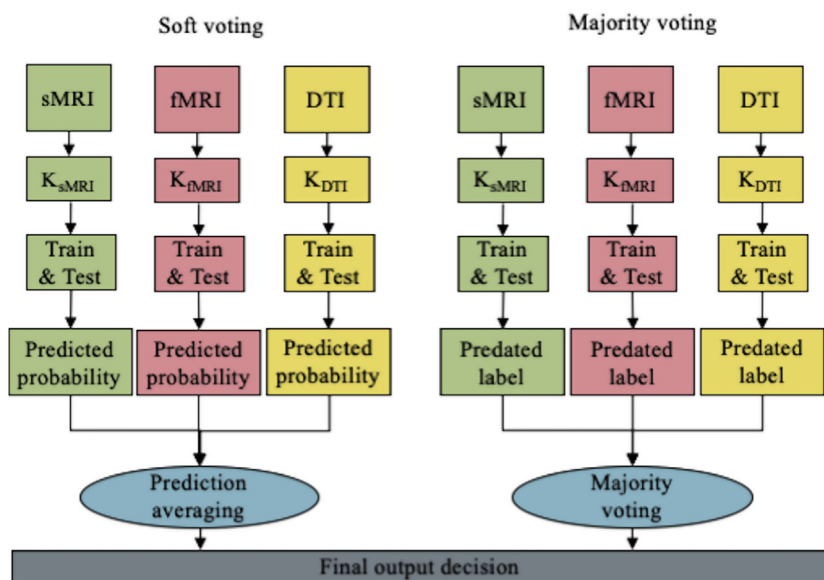 Soft voting
Majority voting
sMRI
fMRI
DTI
sMRI
fMRI
DTI
KsMRI
KfMRI
KDTI
KsMRI
KfMRI
KDTI
Train
& Test
Train
& Test
Train
& Test
Train
& Test
Train
& Test
Train
& Test
Predicted
probability
Predicted
probability
Predicted
probability
Predated
label
Predated
label
Predated
label
Prediction
averaging
Majority
voting
Final output decision